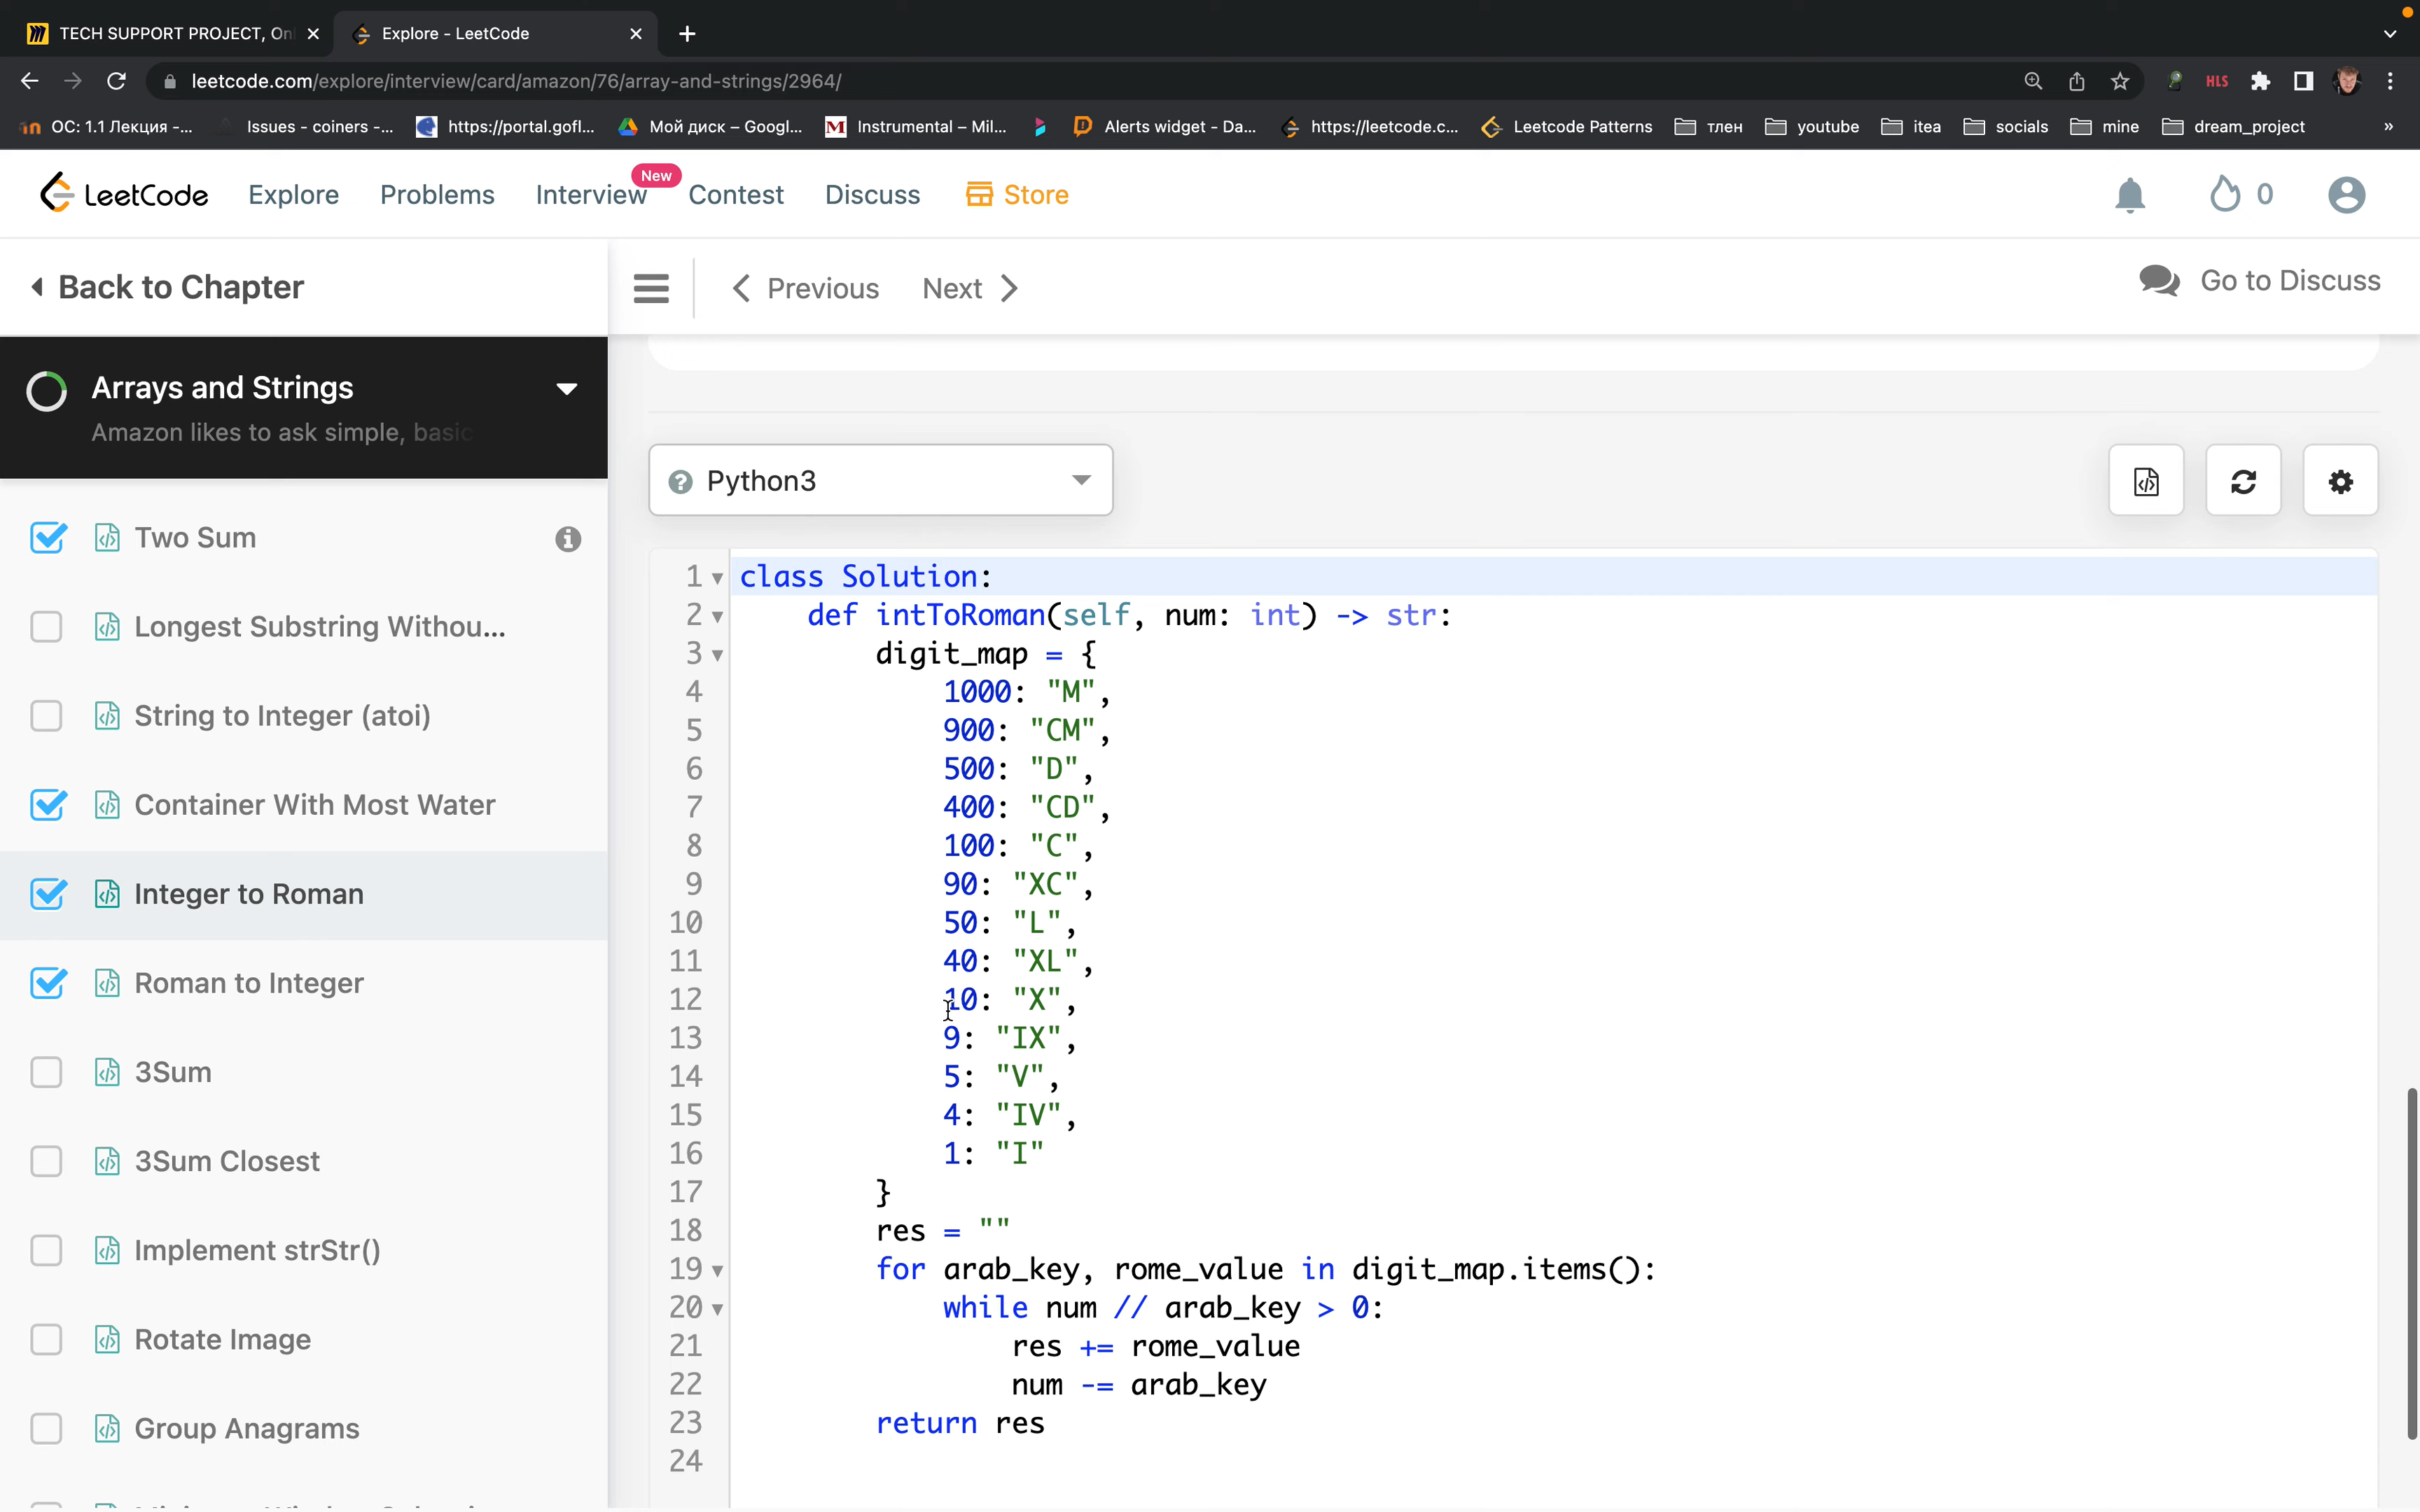 TECH SUPPORT PROJECT, Onl
Explore - LeetCode
leetcode.com/explore/interview/card/amazon/76/array-and-strings/2964/
HLS
ОС: 1.1 Лекция -...
Issues - coiners -...
https://portal.gofl...
Мой диск – Googl...
Instrumental – Mil...
Alerts widget - Da...
https://leetcode.c...
Leetcode Patterns
тлен
youtube
itea
socials
mine
dream_project
»
LeetCode
Explore
Problems
Interview
New
Contest
Discuss
Store
0
Back to Chapter
Previous
Next
Go to Discuss
Arrays and Strings
Amazon likes to ask simple, basic
Two Sum
Longest Substring Withou...
String to Integer (atoi)
Container With Most Water
Integer to Roman
Roman to Integer
3Sum
3Sum Closest
Implement strStr()
Rotate Image
Group Anagrams
Python3
1 class Solution:
2     def intToRoman(self, num: int) -> str:
3         digit_map = {
4             1000: "M",
5             900: "CM",
6             500: "D",
7             400: "CD",
8             100: "C",
9             90: "XC",
10             50: "L",
11             40: "XL",
12             10: "X",
13             9: "IX",
14             5: "V",
15             4: "IV",
16             1: "I"
17         }
18         res = ""
19         for arab_key, rome_value in digit_map.items():
20             while num // arab_key > 0:
21                 res += rome_value
22                 num -= arab_key
23         return res
24